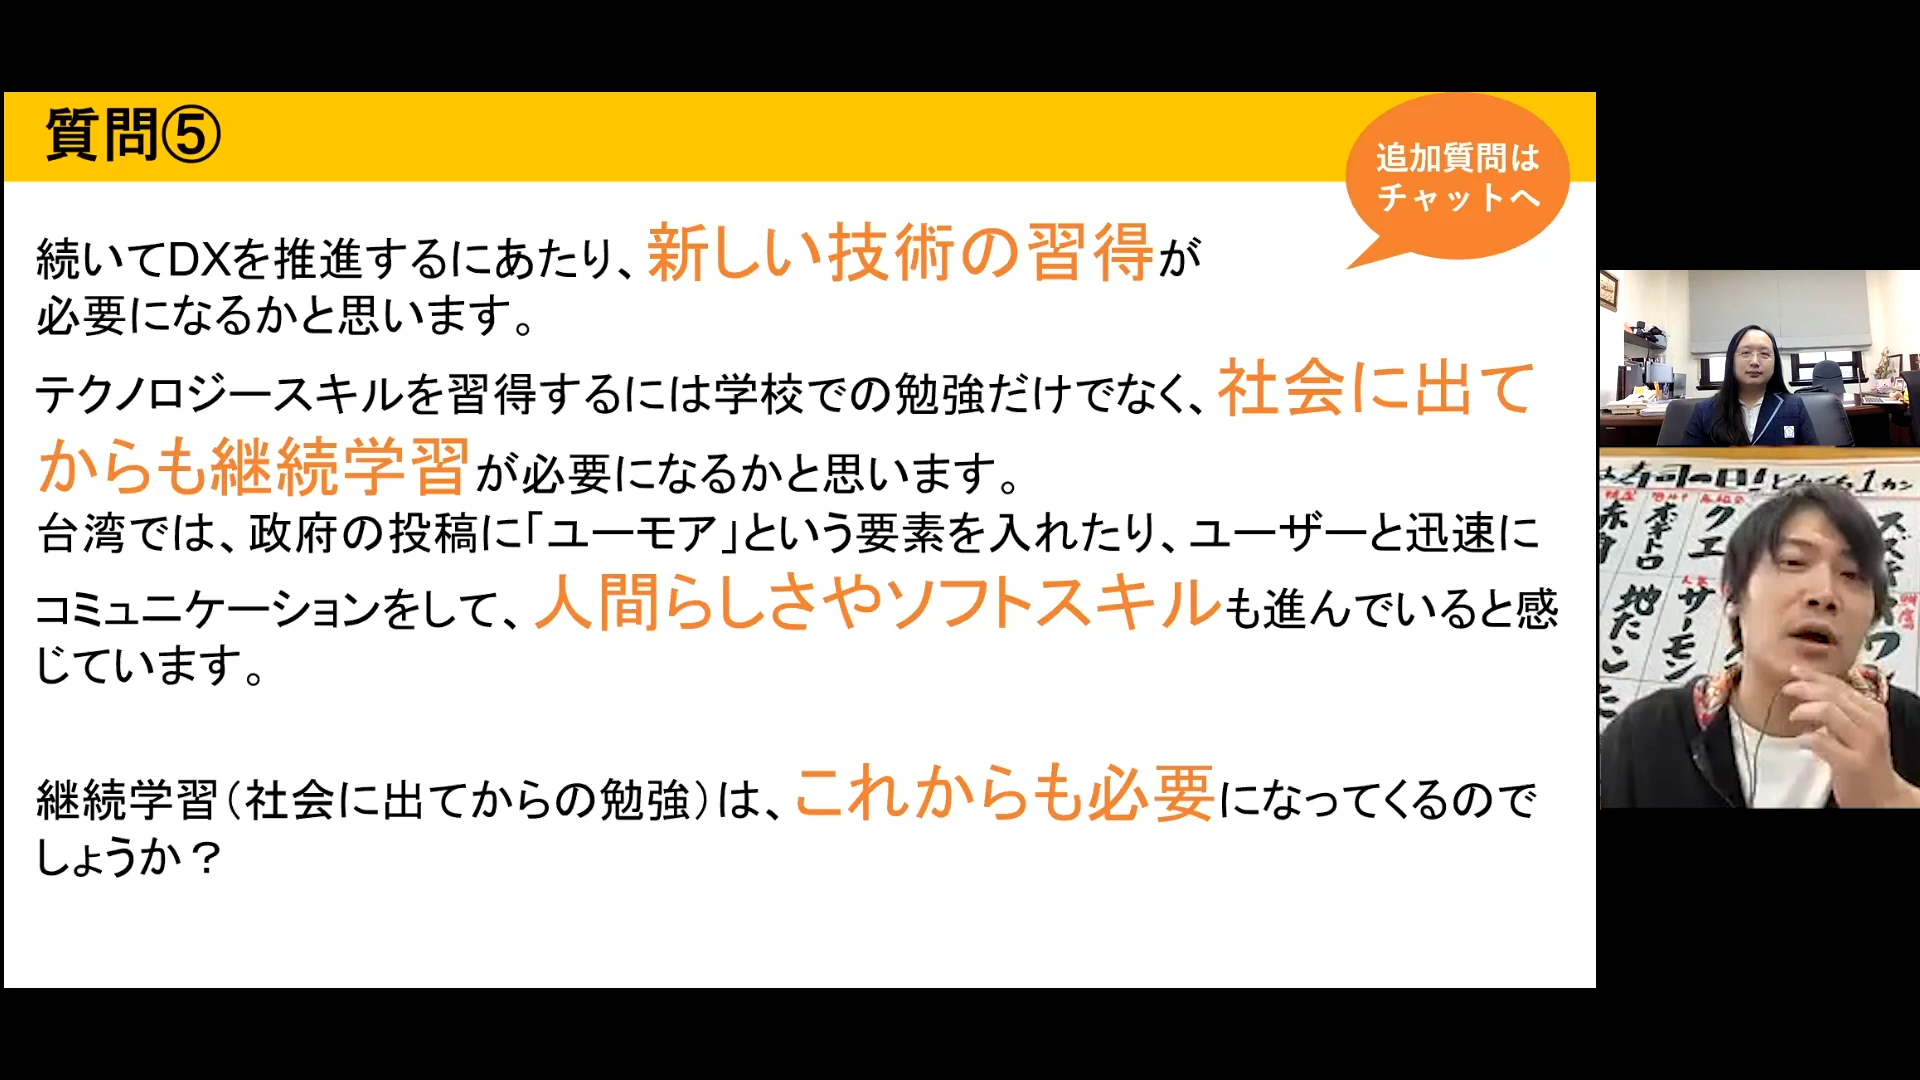 質問⑤
追加質問は
チャットへ
続いてDXを推進するにあたり、新しい技術の習得が
必要になるかと思います。
テクノロジースキルを習得するには学校での勉強だけでなく、社会に出て
からも継続学習が必要になるかと思います。
台湾では、政府の投稿に「ユーモア」という要素を入れたり、ユーザーと迅速に
コミュニケーションをして、人間らしさやソフトスキルも進んでいると感
じています。
継続学習（社会に出てからの勉強）は、これからも必要になってくるので
しょうか？
クエ
サーモン